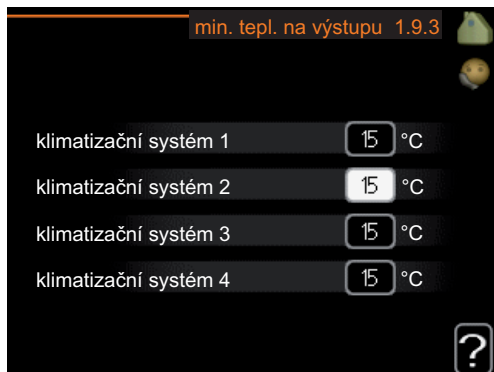 min. tepl. na výstupu 1.9.3
klimatizační systém 1 15 °C
klimatizační systém 2 15 °C
klimatizační systém 3 15 °C
klimatizační systém 4 15 °C
?